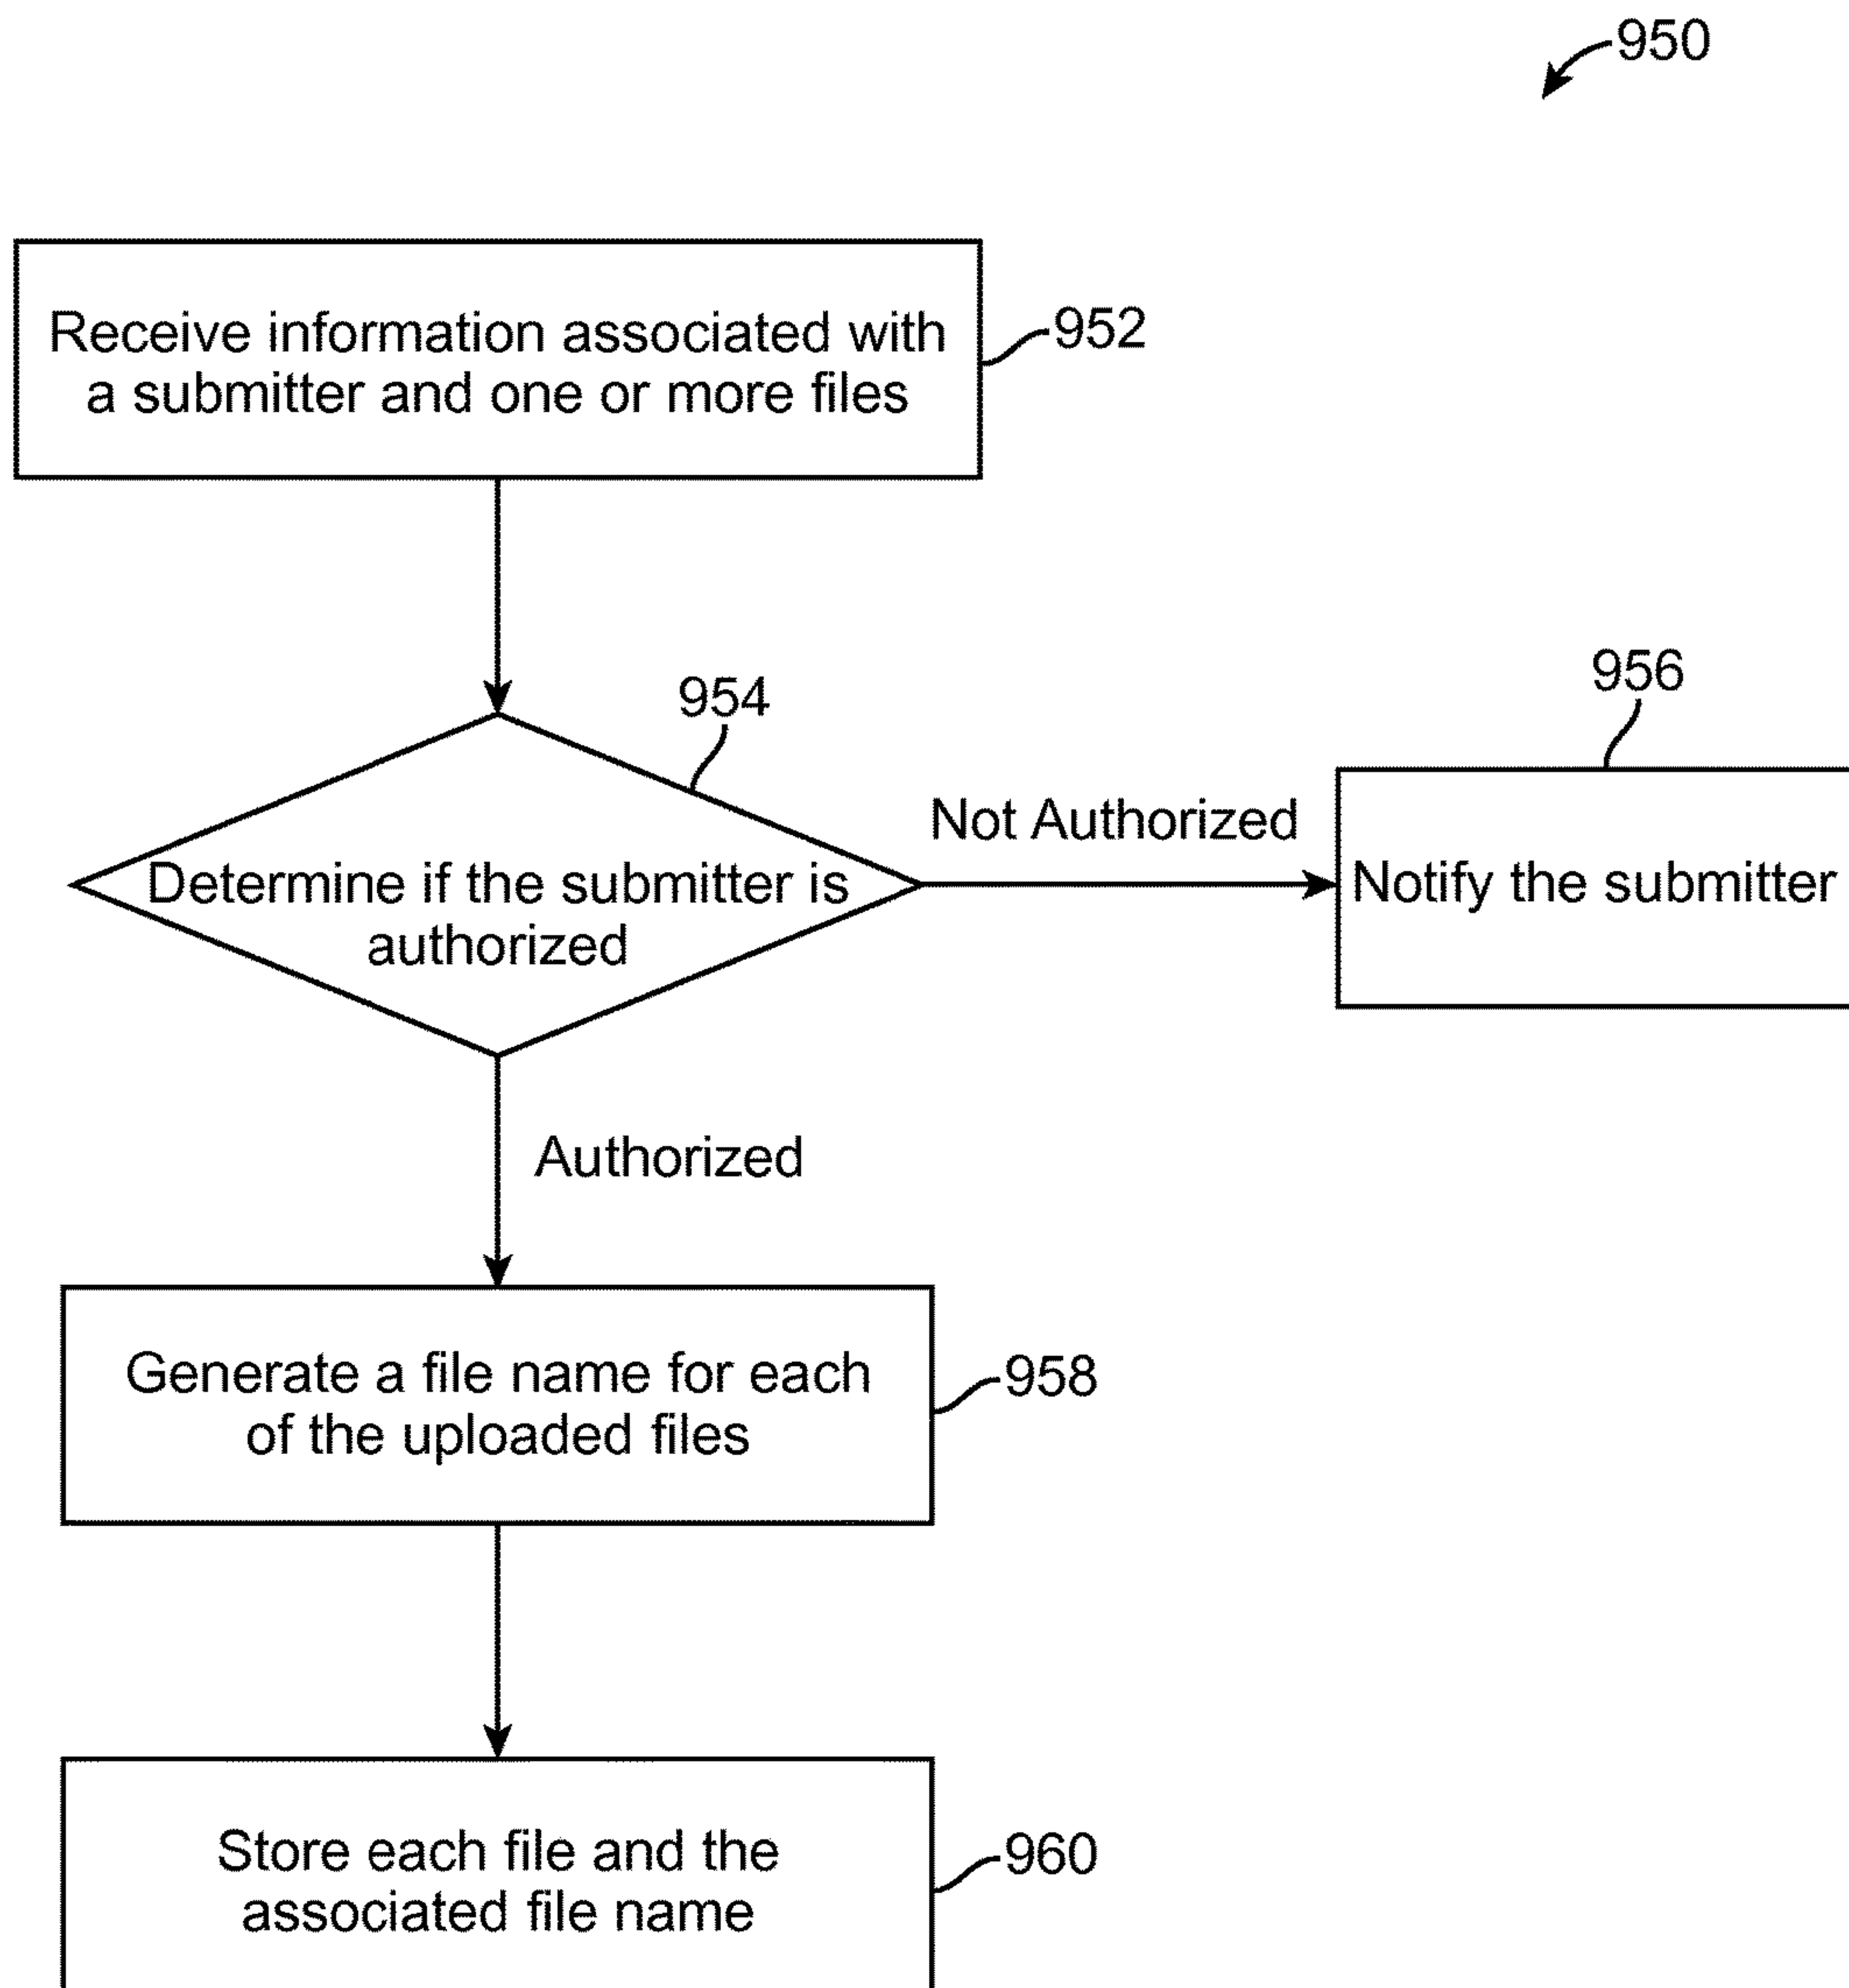 950
Receive information associated with
a submitter and one or more files
952
954
956
Not Authorized
Determine if the submitter is
authorized
Notify the submitter
Authorized
Generate a file name for each
of the uploaded files
958
Store each file and the
associated file name
960